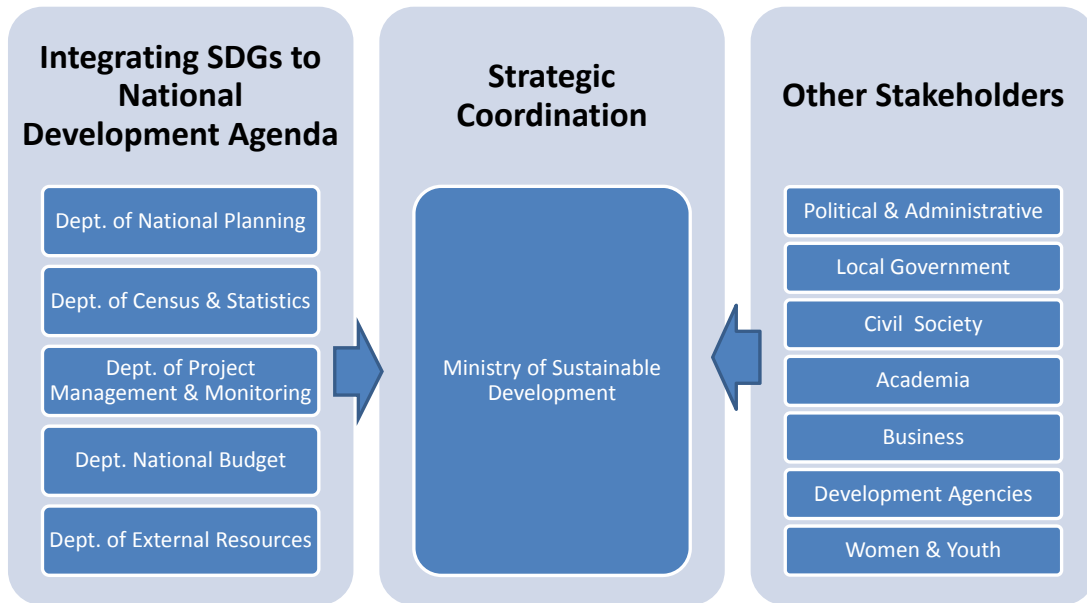 Integrating SDGs to
National
Development Agenda
Dept. of National Planning
Dept. of Census & Statistics
Dept. of Project
Management & Monitoring
Dept. National Budget
Dept. of External Resources
Strategic
Coordination
Ministry of Sustainable
Development
Other Stakeholders
Political & Administrative
Local Government
Civil  Society
Academia
Business
Development Agencies
Women & Youth